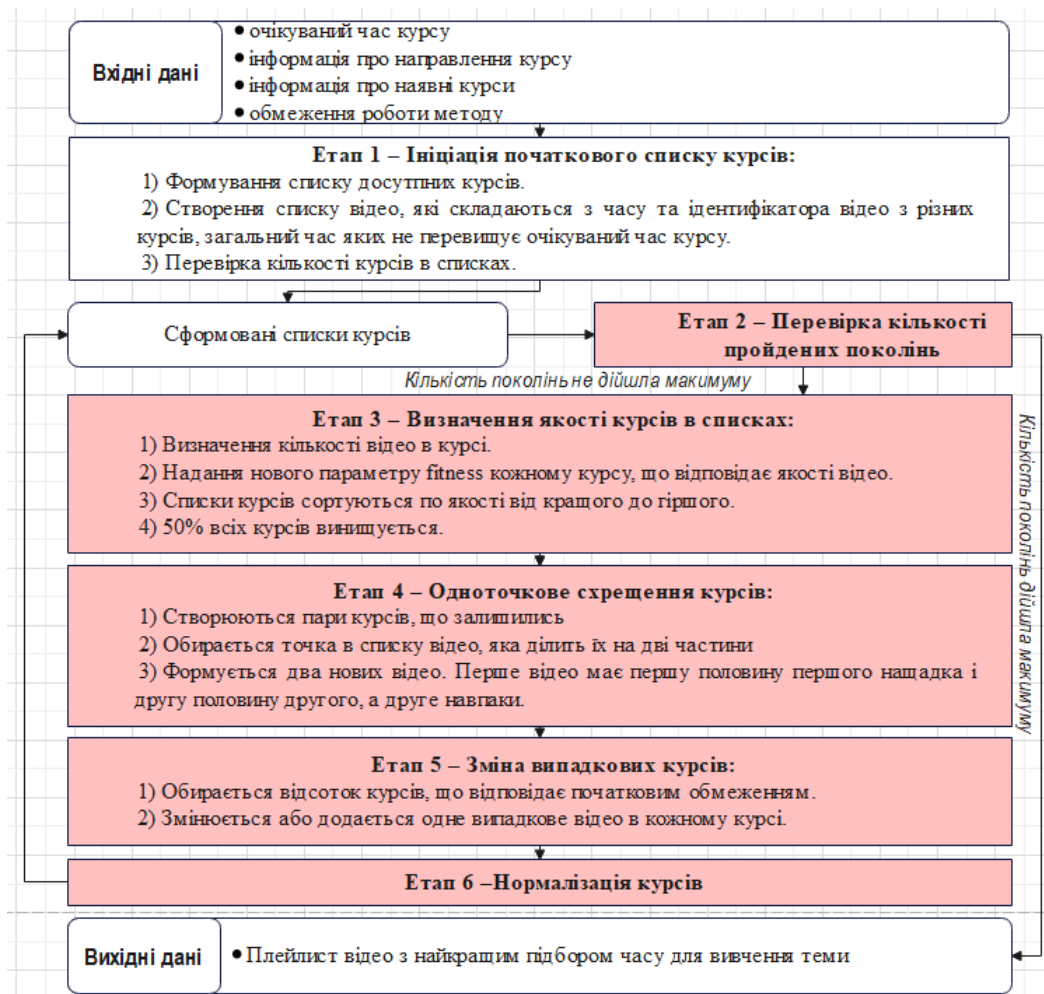 Вхідні дані
● очікуваний час курсу
● інформація про направлення курсу
● інформація про наявні курси
● обмеження роботи методу
Етап 1 – Ініціація початкового списку курсів:
1) Формування списку досутпних курсів.
2) Створення списку відео, які складаються з часу та ідентифікатора відео з різних
курсів, загальний час яких не перевищує очікуваний час курсу.
3) Перевірка кількості курсів в списках.
Сформовані списки курсів
Етап 2 – Перевірка кількості
пройдених поколінь
Кількість поколінь не дійшла макимуму
Кількість поколінь дійшла макимуму
Етап 3 – Визначення якості курсів в списках:
1) Визначення кількості відео в курсі.
2) Надання нового параметру fitness кожному курсу, що відповідає якості відео.
3) Списки курсів сортуються по якості від кращого до гіршого.
4) 50% всіх курсів винищується.
Етап 4 – Одноточкове схрещення курсів:
1) Створюються пари курсів, що залишились
2) Обирається точка в списку відео, яка ділить їх на дві частини
3) Формується два нових відео. Перше відео має першу половину першого нащадка і
другу половину другого, а друге навпаки.
Етап 5 – Зміна випадкових курсів:
1) Обирається відсоток курсів, що відповідає початковим обмеженням.
2) Змінюється або додається одне випадкове відео в кожному курсі.
Етап 6 –Нормалізація курсів
Вихідні дані
● Плейлист відео з найкращим підбором часу для вивчення теми